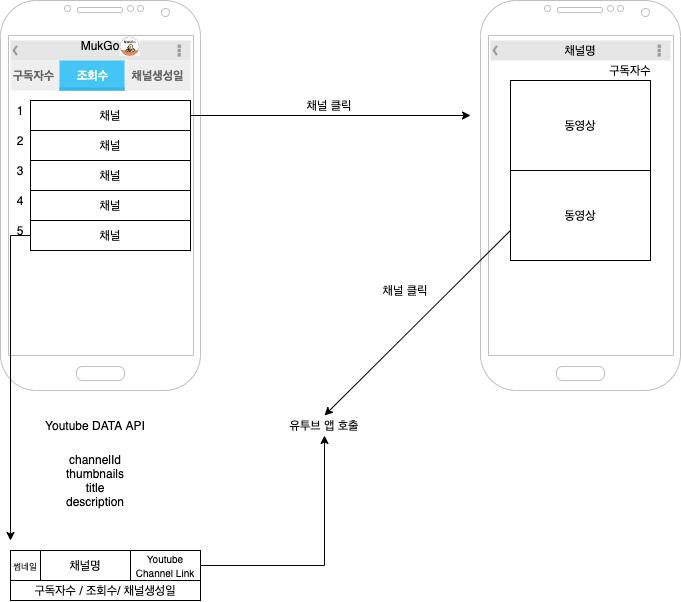 MukGo
구독자수 조회수 채널생성일
1 채널
2 채널
3 채널
4 채널
5 채널
채널 클릭
채널명
구독자수
동영상
동영상
채널 클릭
유투브 앱 호출
Youtube DATA API
channelId
thumbnails
title
description
썸네일 채널명 Youtube
Channel Link
구독자수 / 조회수/ 채널생성일